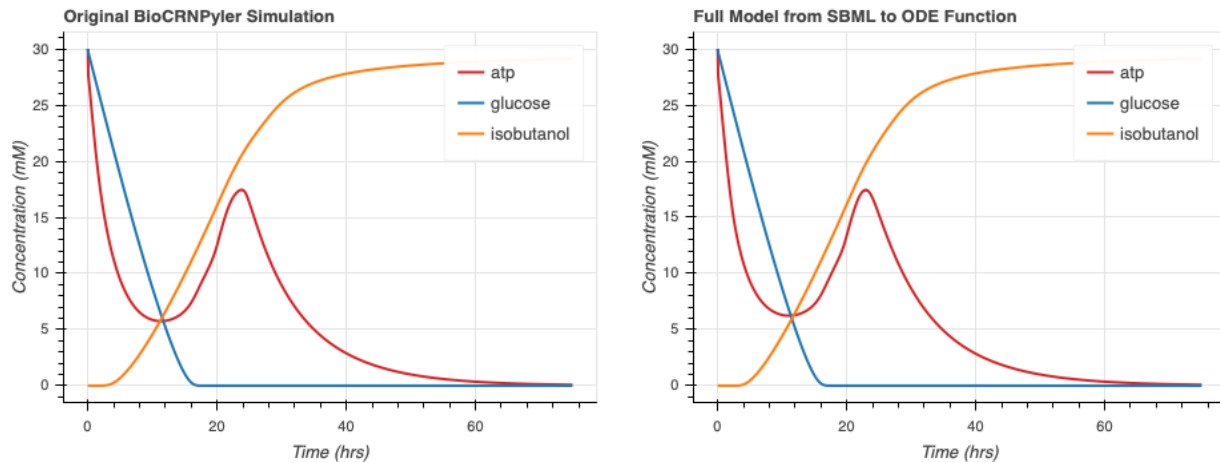 Original BioCRNPyler Simulation
30
25
20
15
10
5
0
Concentration (mM)
atp
glucose
isobutanol
0
20
40
60
Time (hrs)
Full Model from SBML to ODE Function
30
25
20
15
10
5
0
Concentration (mM)
atp
glucose
isobutanol
0
20
40
60
Time (hrs)